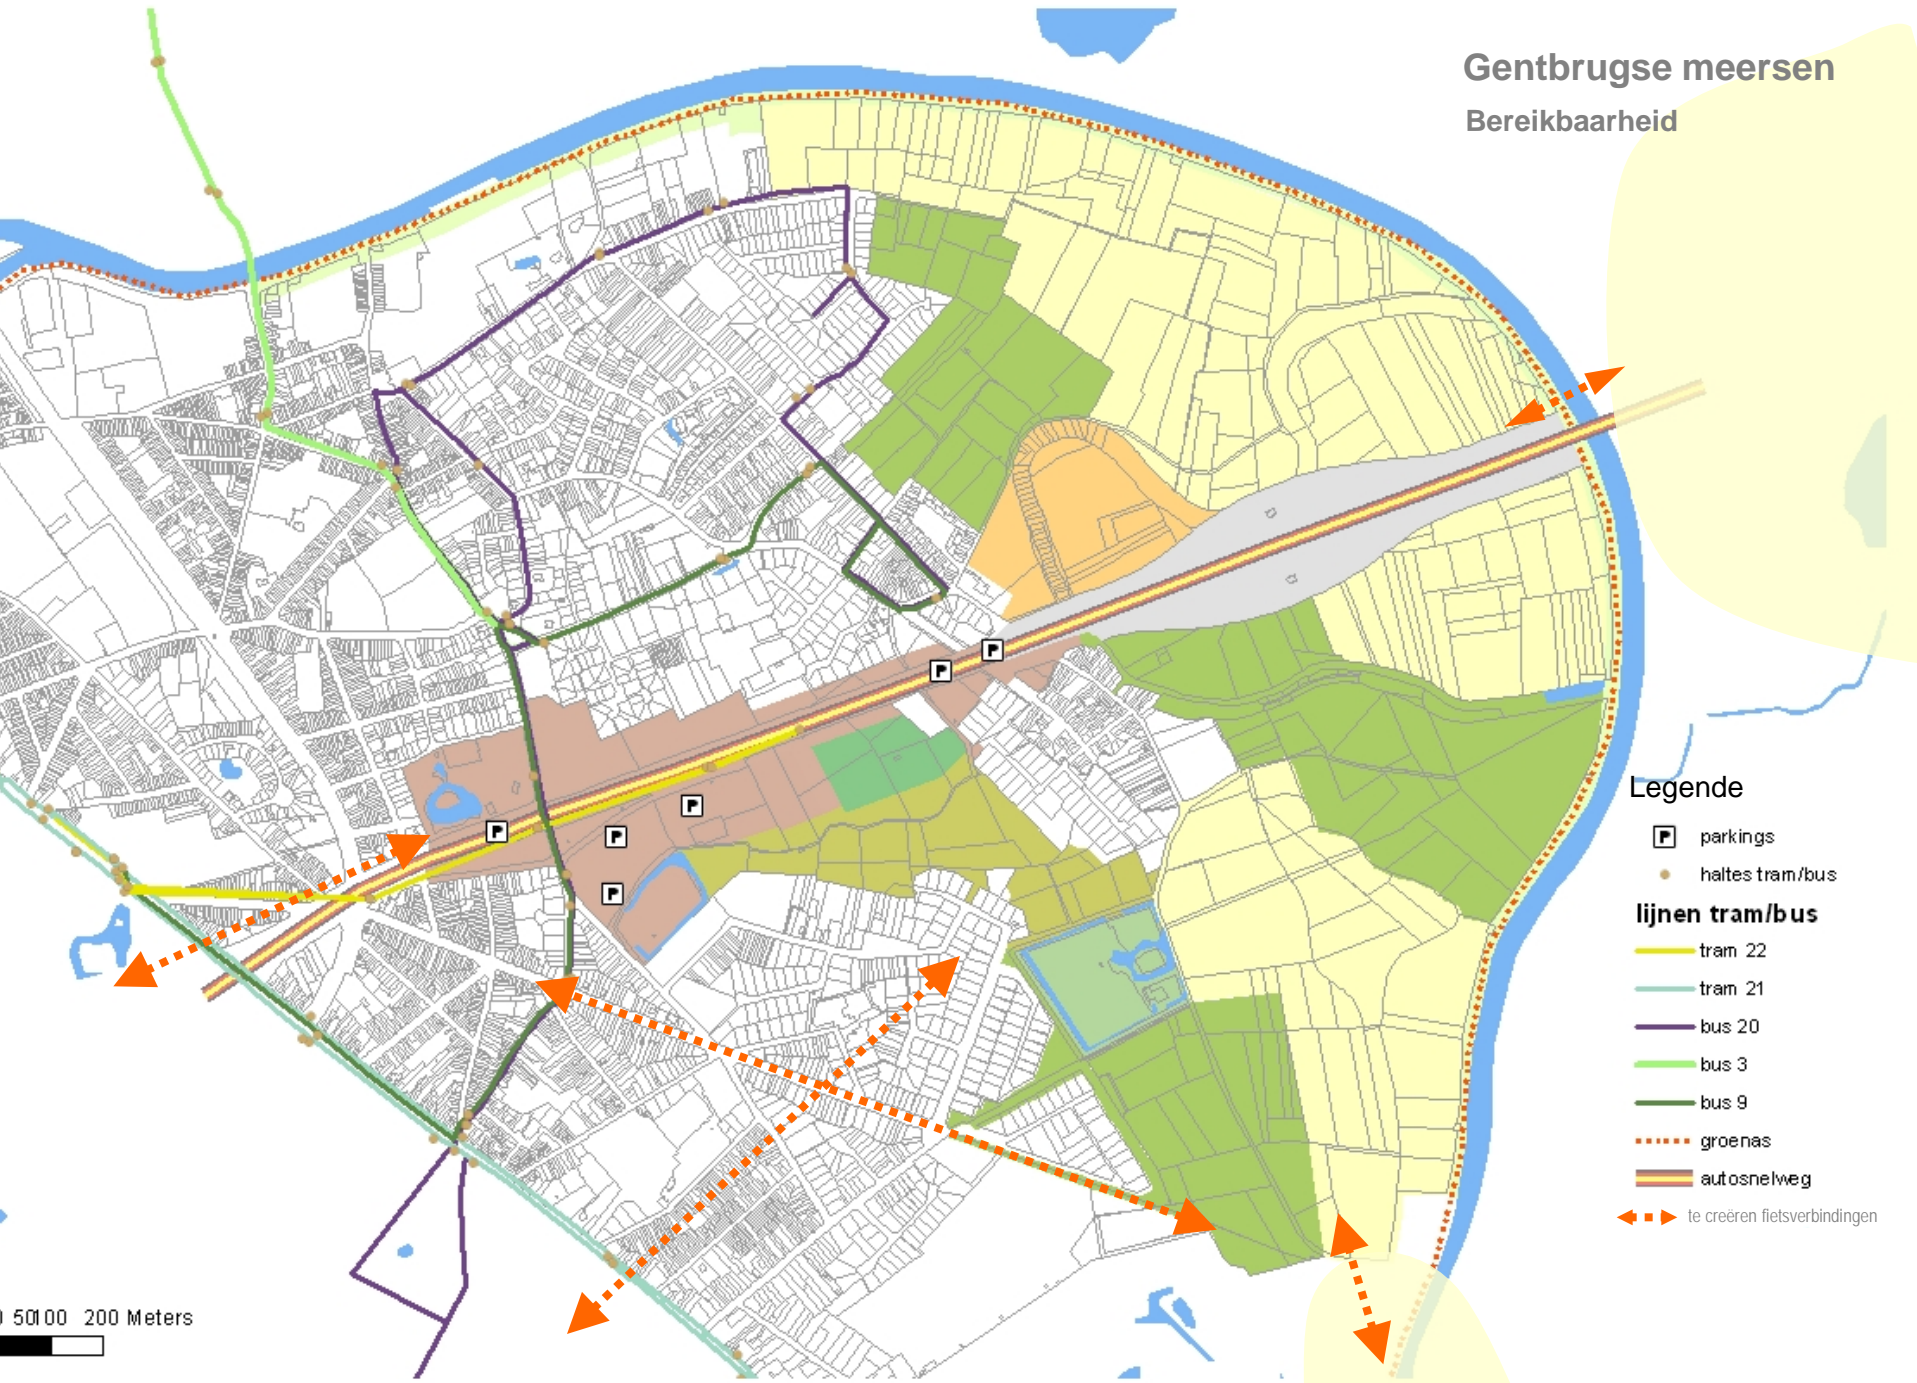 Gentbrugse meersen
Bereikbaarheid
P
P
P
P
P
P
Legende
P parkings
haltes tram/bus
lijnen tram/bus
tram 22
tram 21
bus 20
bus 3
bus 9
groenas
autosnelweg
te creëren fietsverbindingen
0 50100 200 Meters